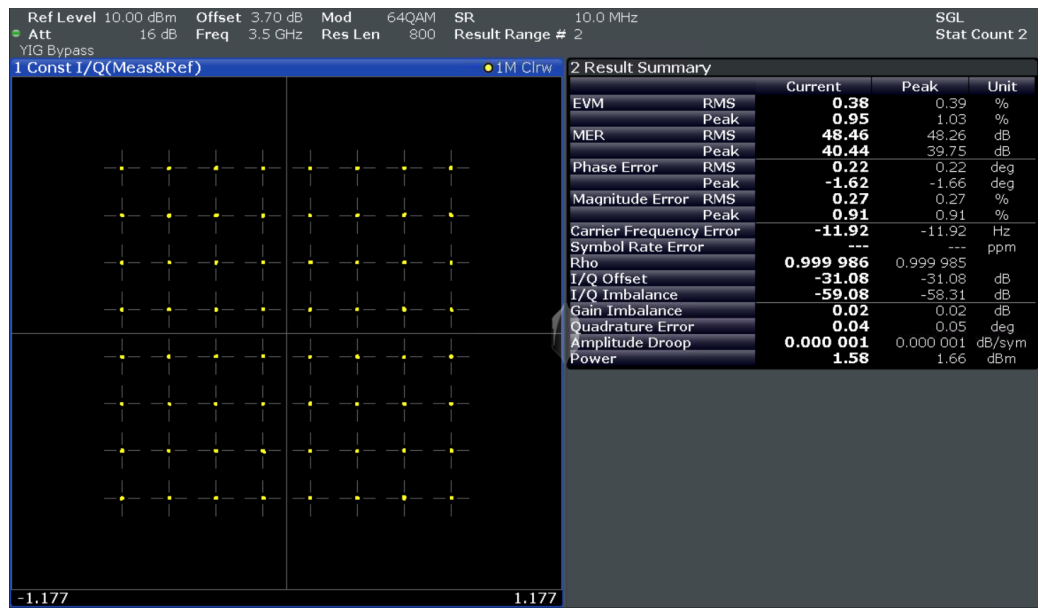 Ref Level 10.00 dBm Offset 3.70 dB Mod 64QAM SR 10.0 MHz SGL
Att 16 dB Freq 3.5 GHz Res Len 800 Result Range # 2 Stat Count 2
YIG Bypass
1 Const I/Q(Meas&Ref) 1M Clrw
-1.177 1.177
2 Result Summary
Current Peak Unit
EVM RMS 0.38 0.39 %
Peak 0.95 1.03 %
MER RMS 48.46 48.26 dB
Peak 40.44 39.75 dB
Phase Error RMS 0.22 0.22 deg
Peak -1.62 -1.66 deg
Magnitude Error RMS 0.27 0.27 %
Peak 0.91 0.91 %
Carrier Frequency Error -11.92 -11.92 Hz
Symbol Rate Error --- --- ppm
Rho 0.999 986 0.999 985
I/Q Offset -31.08 -31.08 dB
I/Q Imbalance -59.08 -58.31 dB
Gain Imbalance 0.02 0.02 dB
Quadrature Error 0.04 0.05 deg
Amplitude Droop 0.000 001 0.000 001 dB/sym
Power 1.58 1.66 dBm